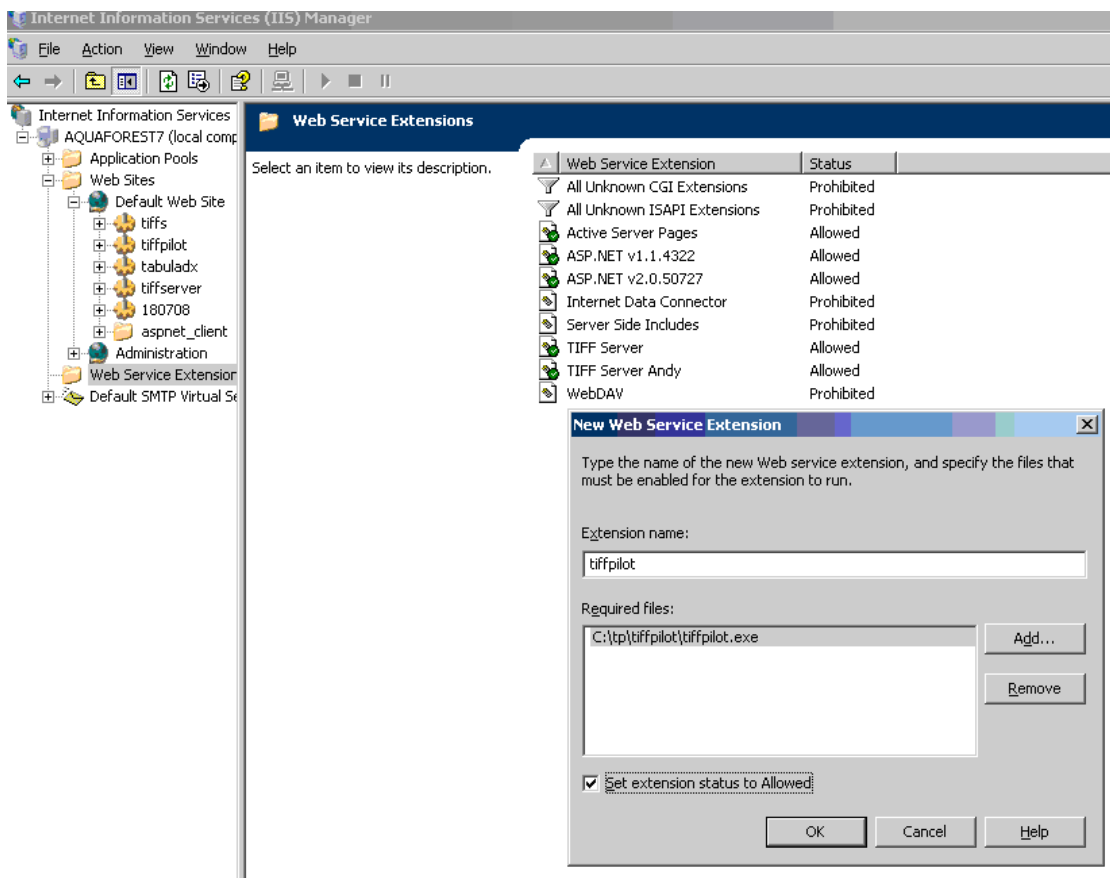 Internet Information Services (IIS) Manager
File Action View Window Help
Internet Information Services
AQUAFOREST7 (local comp
Application Pools
Web Sites
Default Web Site
tiffs
tiffpilot
tabuladx
tiffserver
180708
aspnet_client
Administration
Web Service Extension
Default SMTP Virtual Se
Web Service Extensions
Select an item to view its description.
Web Service Extension Status
All Unknown CGI Extensions Prohibited
All Unknown ISAPI Extensions Prohibited
Active Server Pages Allowed
ASP.NET v1.1.4322 Allowed
ASP.NET v2.0.50727 Allowed
Internet Data Connector Prohibited
Server Side Includes Prohibited
TIFF Server Allowed
TIFF Server Andy Allowed
WebDAV Prohibited
New Web Service Extension
Type the name of the new Web service extension, and specify the files that
must be enabled for the extension to run.
Extension name:
tiffpilot
Required files:
C:\tp\tiffpilot\tiffpilot.exe
Add...
Remove
Set extension status to Allowed
OK Cancel Help